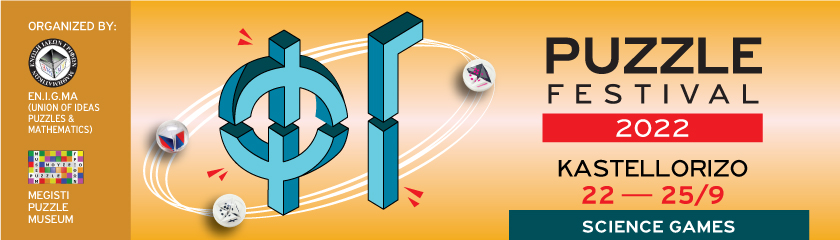 ORGANIZED BY:
EN.I.G.MA
(UNION OF IDEAS
PUZZLES &
MATHEMATICS)
MEGISTI
PUZZLE
MUSEUM
PUZZLE
FESTIVAL
2022
KASTELLORIZO
22 — 25/9
SCIENCE GAMES